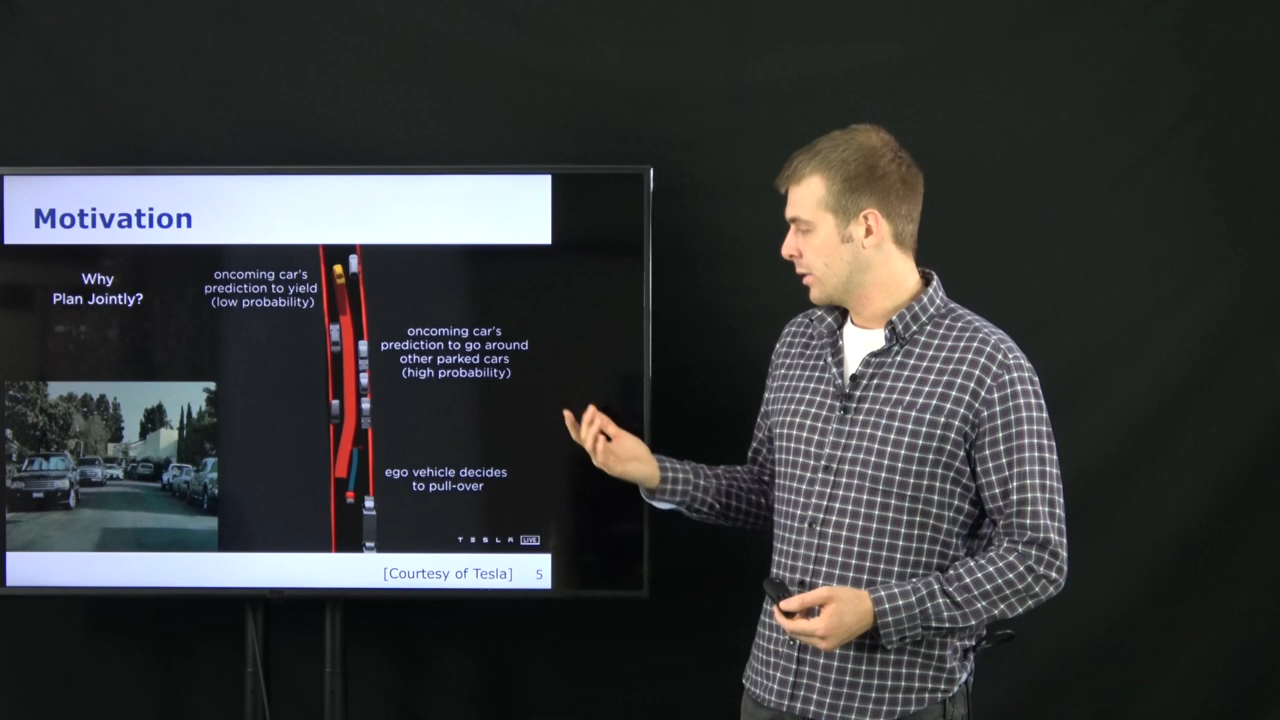 Motivation
Why
Plan Jointly?
oncoming car's
prediction to yield
(low probability)
oncoming car's
prediction to go around
other parked cars
(high probability)
ego vehicle decides
to pull-over
TESLA LIVE
[Courtesy of Tesla] 5